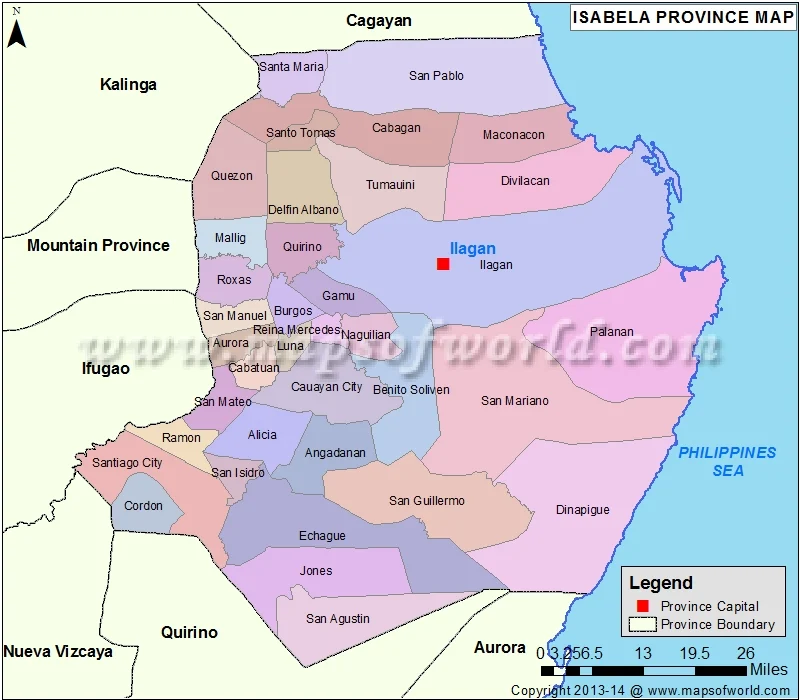 N
Cagayan
ISABELA PROVINCE MAP
Santa Maria
San Pablo
Kalinga
Santo Tomas
Cabagan
Maconacon
Quezon
Tumauini
Divilacan
Delfin Albano
Mountain Province
Mallig
Quirino
Ilagan
Ilagan
Roxas
Gamu
San Manuel
Burgos
Reina Mercedes
Naguilian
Palanan
Aurora
Luna
www.mapsofworld.com
Ifugao
Cabatuan
Cauayan City
Benito Soliven
San Mateo
San Mariano
Ramon
Alicia
Angadanan
PHILIPPINES
SEA
Santiago City
San Isidro
Cordon
San Guillermo
Dinapigue
Echague
Jones
Legend
Province Capital
Province Boundary
San Agustin
Quirino
Nueva Vizcaya
Aurora
0 3.256.5 13 19.5 26
Miles
Copyright 2013-14 @ www.mapsofworld.com